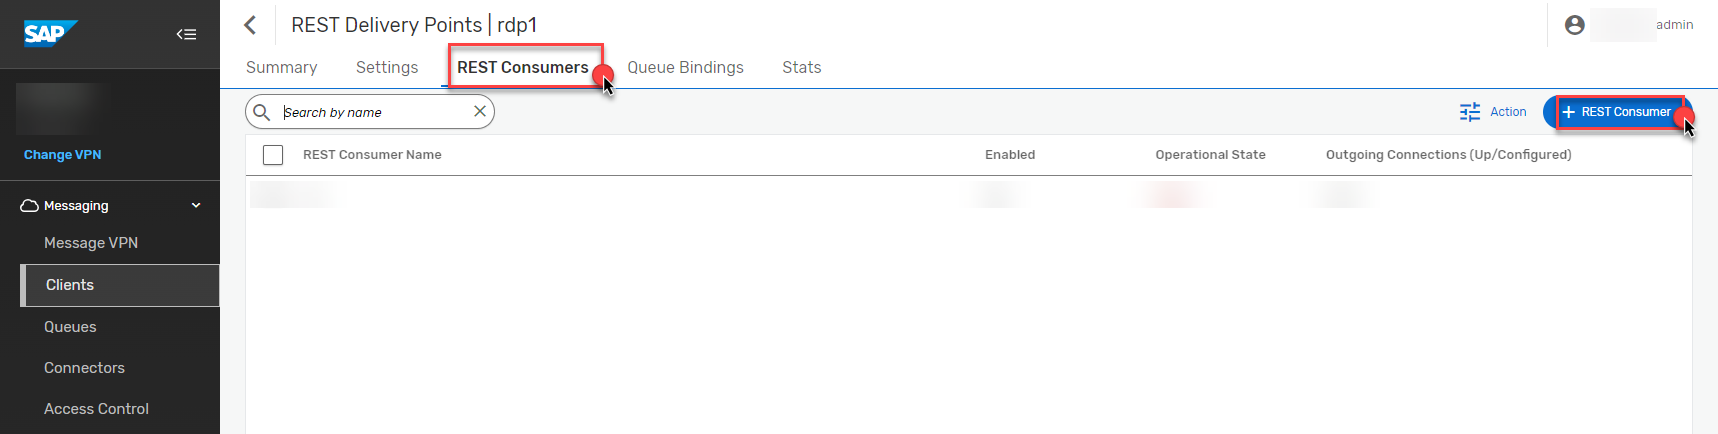 SAP
REST Delivery Points | rdp1
admin
Summary
Settings
REST Consumers
Queue Bindings
Stats
Search by name
Action
+ REST Consumer
Change VPN
REST Consumer Name
Enabled
Operational State
Outgoing Connections (Up/Configured)
Messaging
Message VPN
Clients
Queues
Connectors
Access Control